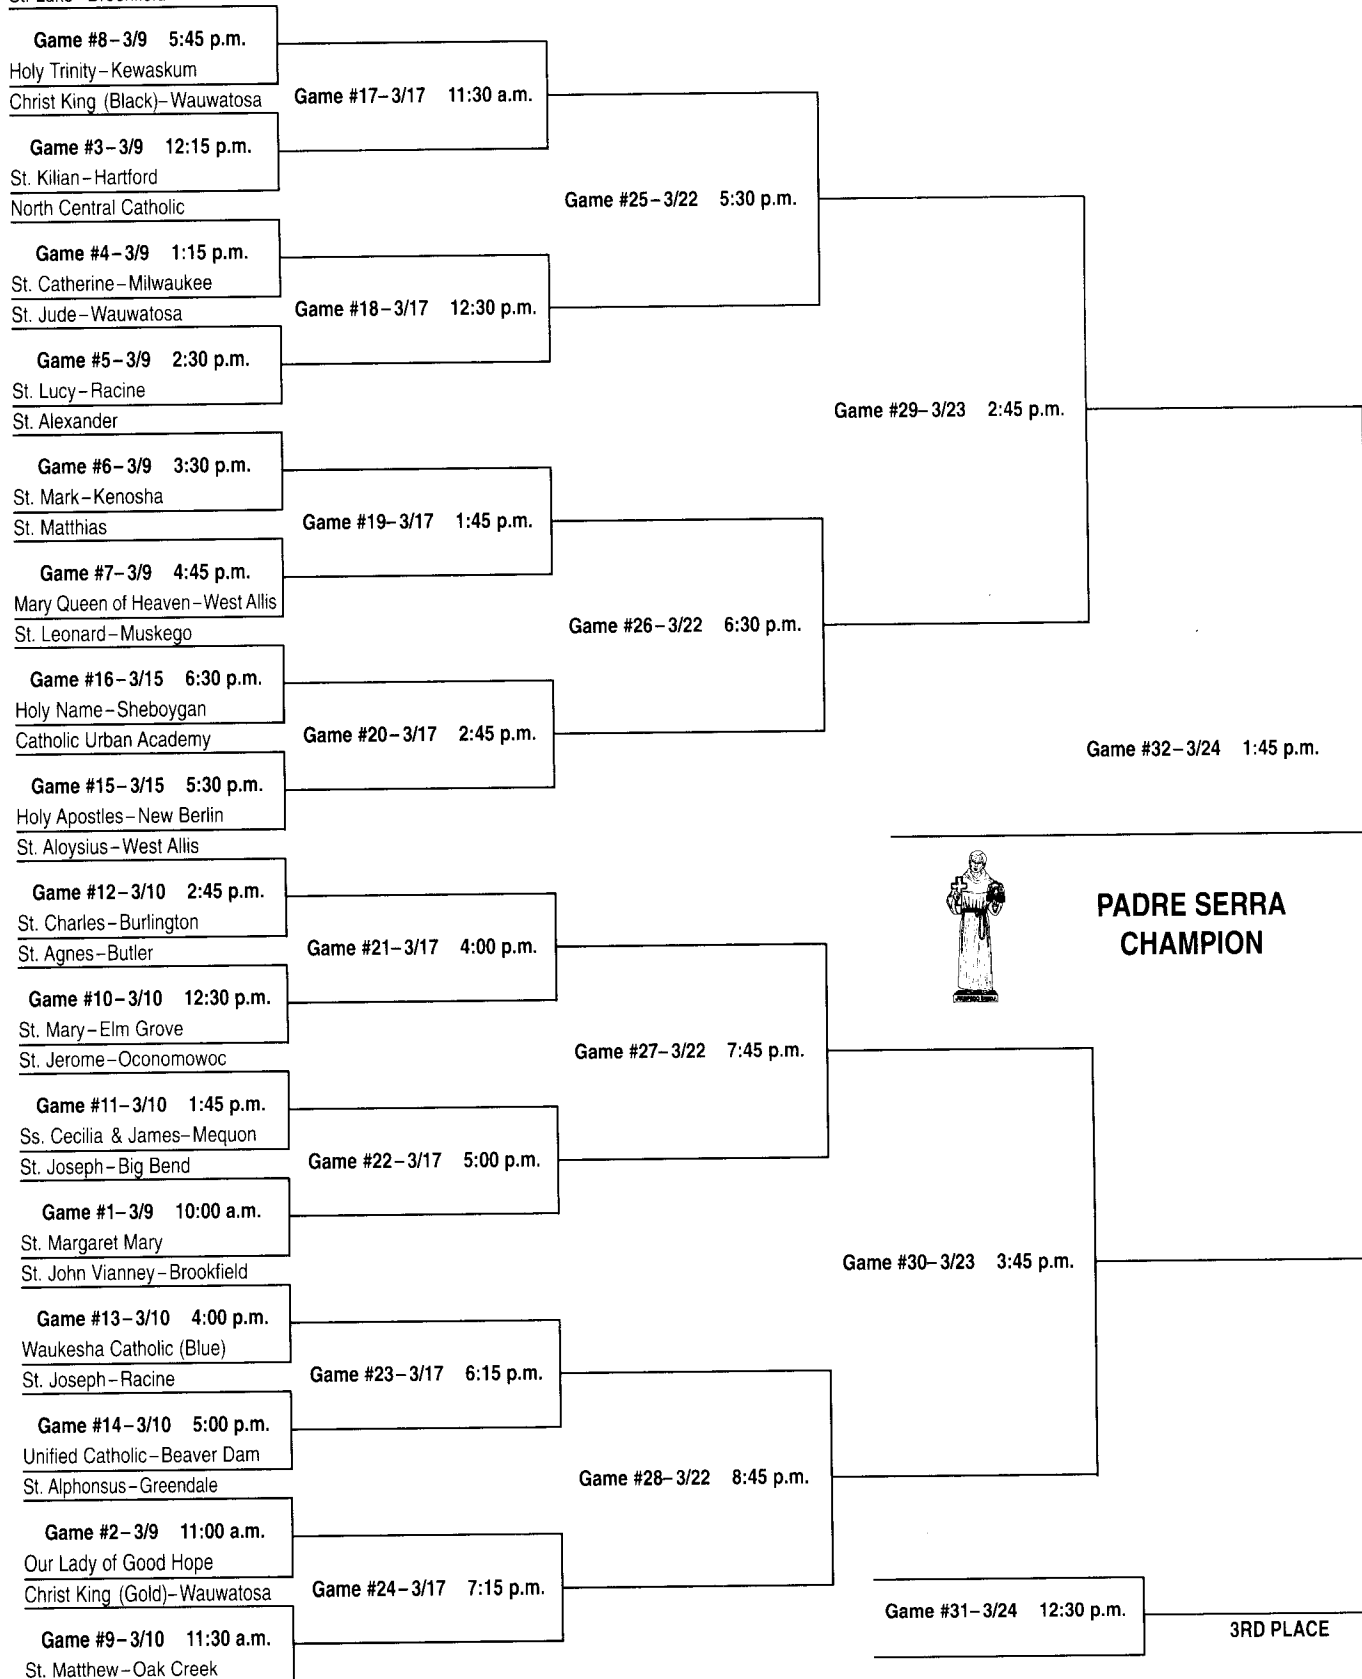 Game #8–3/9 5:45 p.m.
Holy Trinity–Kewaskum
Christ King (Black)–Wauwatosa
Game #17–3/17 11:30 a.m.
Game #3–3/9 12:15 p.m.
St. Kilian–Hartford
Game #25–3/22 5:30 p.m.
North Central Catholic
Game #4–3/9 1:15 p.m.
St. Catherine–Milwaukee
St. Jude–Wauwatosa
Game #18–3/17 12:30 p.m.
Game #5–3/9 2:30 p.m.
St. Lucy–Racine
St. Alexander
Game #29–3/23 2:45 p.m.
Game #6–3/9 3:30 p.m.
St. Mark–Kenosha
St. Matthias
Game #19–3/17 1:45 p.m.
Game #7–3/9 4:45 p.m.
Mary Queen of Heaven–West Allis
St. Leonard–Muskego
Game #26–3/22 6:30 p.m.
Game #16–3/15 6:30 p.m.
Holy Name–Sheboygan
Catholic Urban Academy
Game #20–3/17 2:45 p.m.
Game #32–3/24 1:45 p.m.
Game #15–3/15 5:30 p.m.
Holy Apostles–New Berlin
St. Aloysius–West Allis
Game #12–3/10 2:45 p.m.
St. Charles–Burlington
PADRE SERRA
CHAMPION
St. Agnes–Butler
Game #21–3/17 4:00 p.m.
Game #10–3/10 12:30 p.m.
St. Mary–Elm Grove
St. Jerome–Oconomowoc
Game #27–3/22 7:45 p.m.
Game #11–3/10 1:45 p.m.
Ss. Cecilia & James–Mequon
St. Joseph–Big Bend
Game #22–3/17 5:00 p.m.
Game #1–3/9 10:00 a.m.
St. Margaret Mary
St. John Vianney–Brookfield
Game #30–3/23 3:45 p.m.
Game #13–3/10 4:00 p.m.
Waukesha Catholic (Blue)
St. Joseph–Racine
Game #23–3/17 6:15 p.m.
Game #14–3/10 5:00 p.m.
Unified Catholic–Beaver Dam
St. Alphonsus–Greendale
Game #28–3/22 8:45 p.m.
Game #2–3/9 11:00 a.m.
Our Lady of Good Hope
Christ King (Gold)–Wauwatosa
Game #24–3/17 7:15 p.m.
Game #31–3/24 12:30 p.m.
3RD PLACE
Game #9–3/10 11:30 a.m.
St. Matthew–Oak Creek